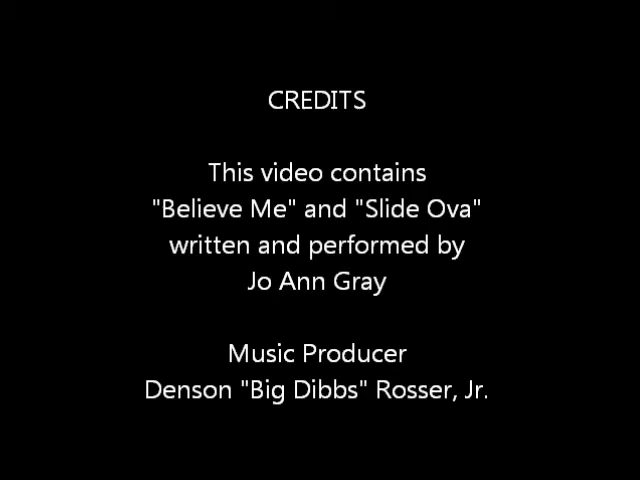 CREDITS
This video contains
"Believe Me" and "Slide Ova"
written and performed by
Jo Ann Gray
Music Producer
Denson "Big Dibbs" Rosser, Jr.